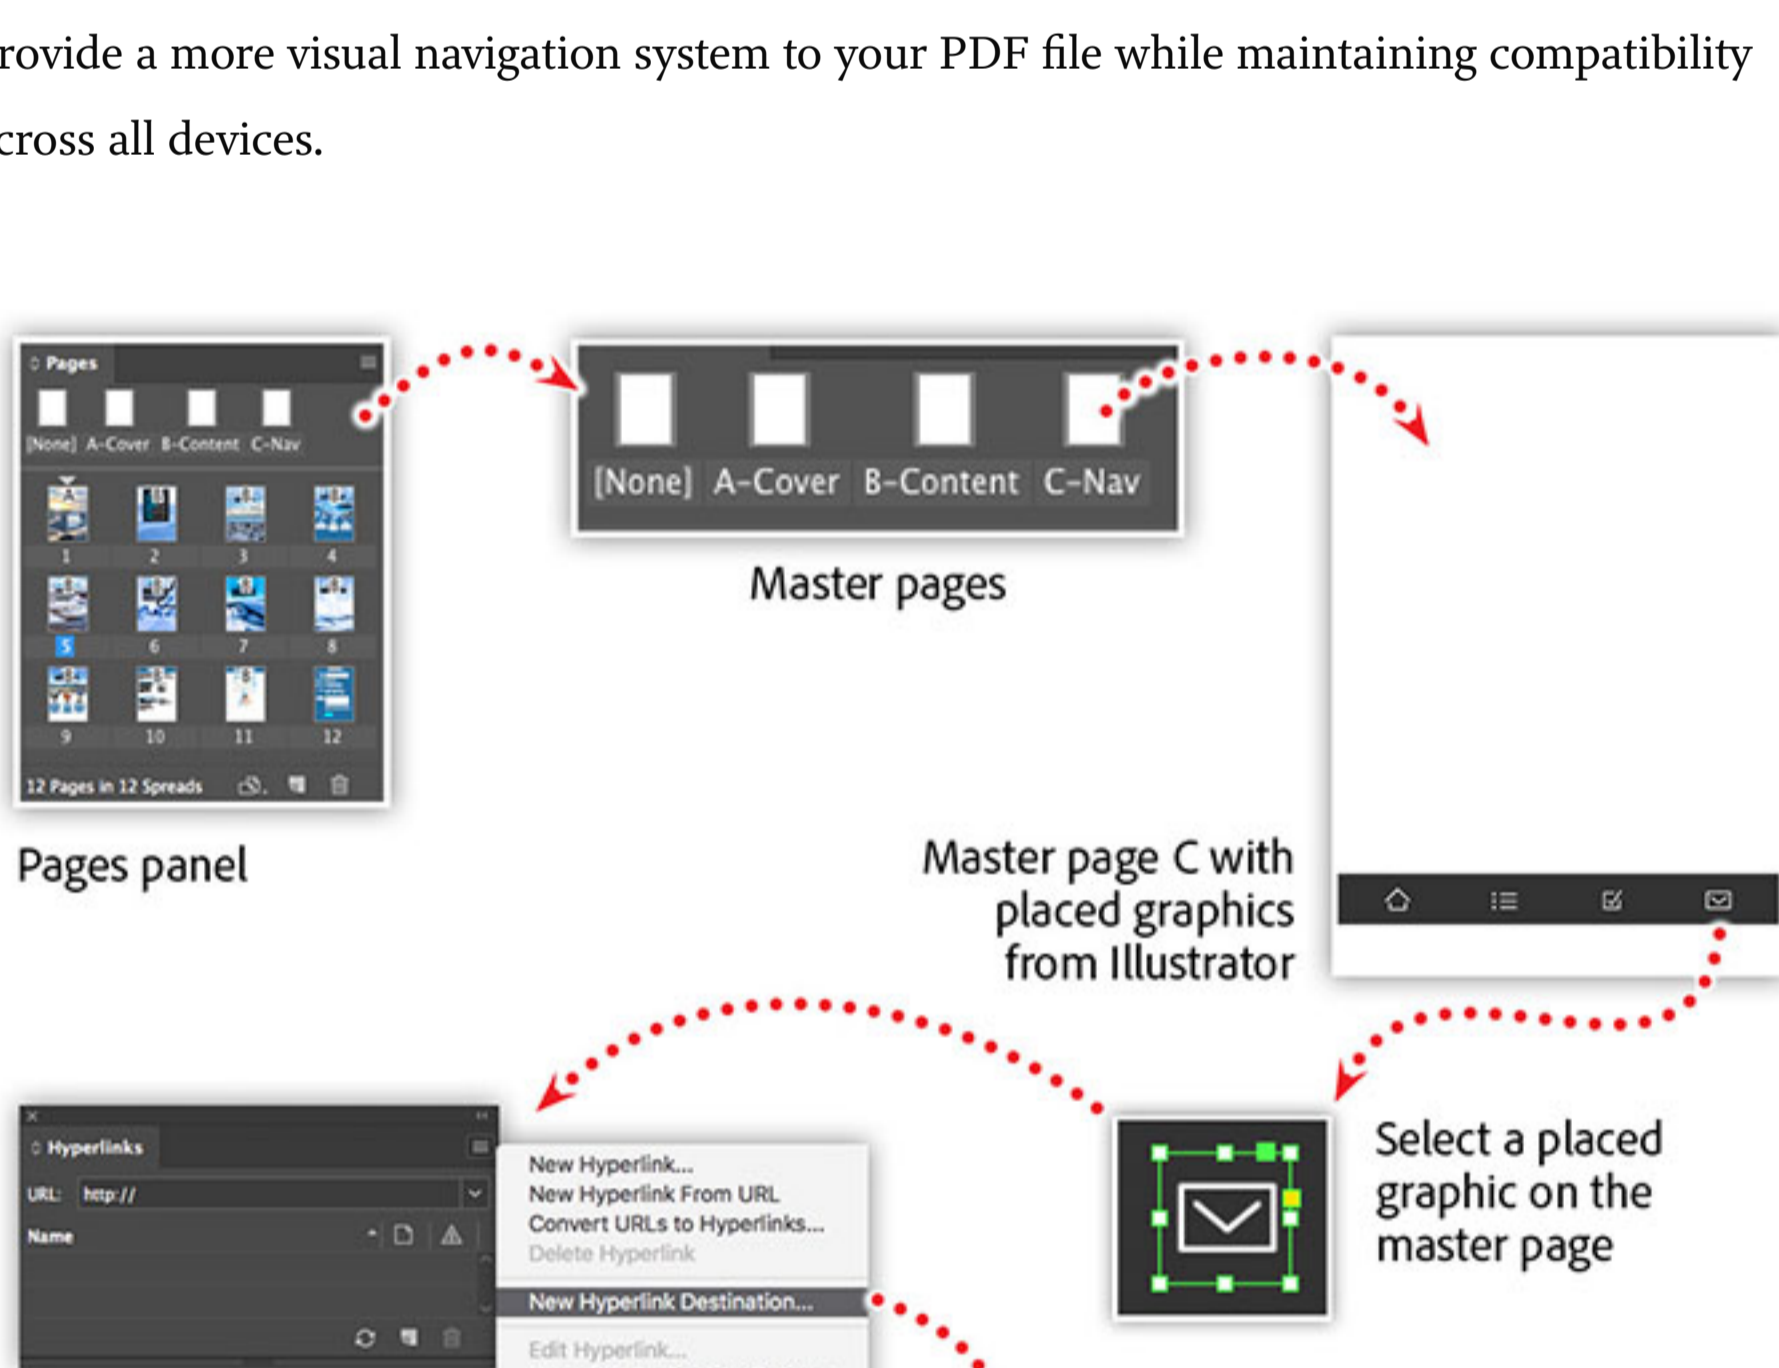 rovide a more visual navigation system to your PDF file while maintaining compatibility
cross all devices.
Pages
[None] A-Cover B-Content C-Nav
1 2 3 4
5 6 7 8
9 10 11 12
12 Pages in 12 Spreads
Pages panel
[None] A-Cover B-Content C-Nav
Master pages
Master page C with
placed graphics
from Illustrator
Select a placed
graphic on the
master page
Hyperlinks
URL: http://
Name
New Hyperlink...
New Hyperlink From URL
Convert URLs to Hyperlinks...
Delete Hyperlink
New Hyperlink Destination...
Edit Hyperlink...